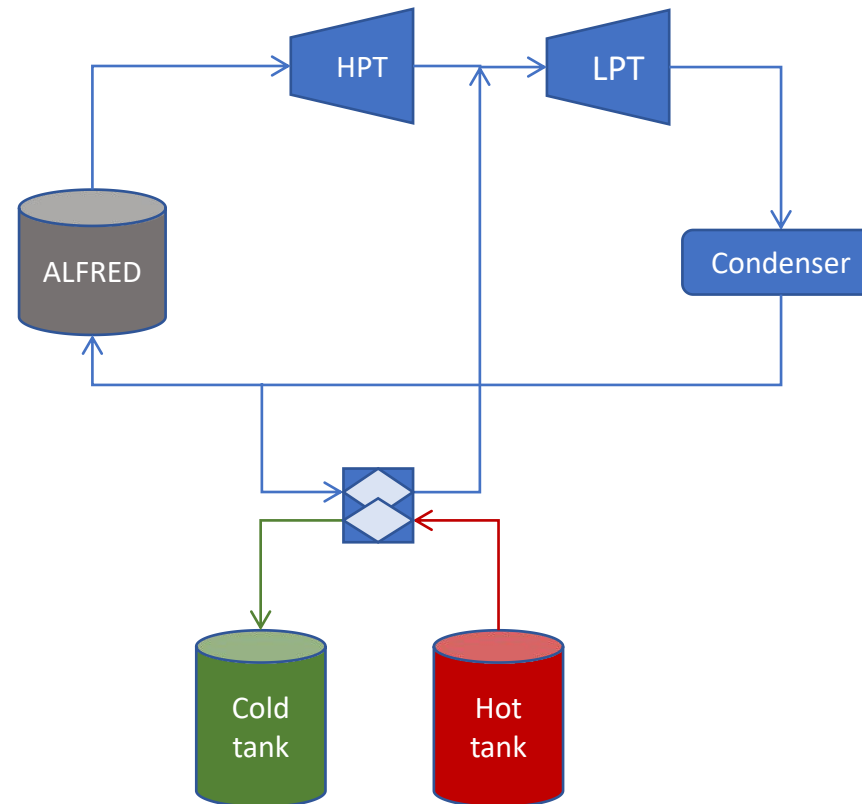 HPT
LPT
ALFRED
Condenser
Cold
tank
Hot
tank